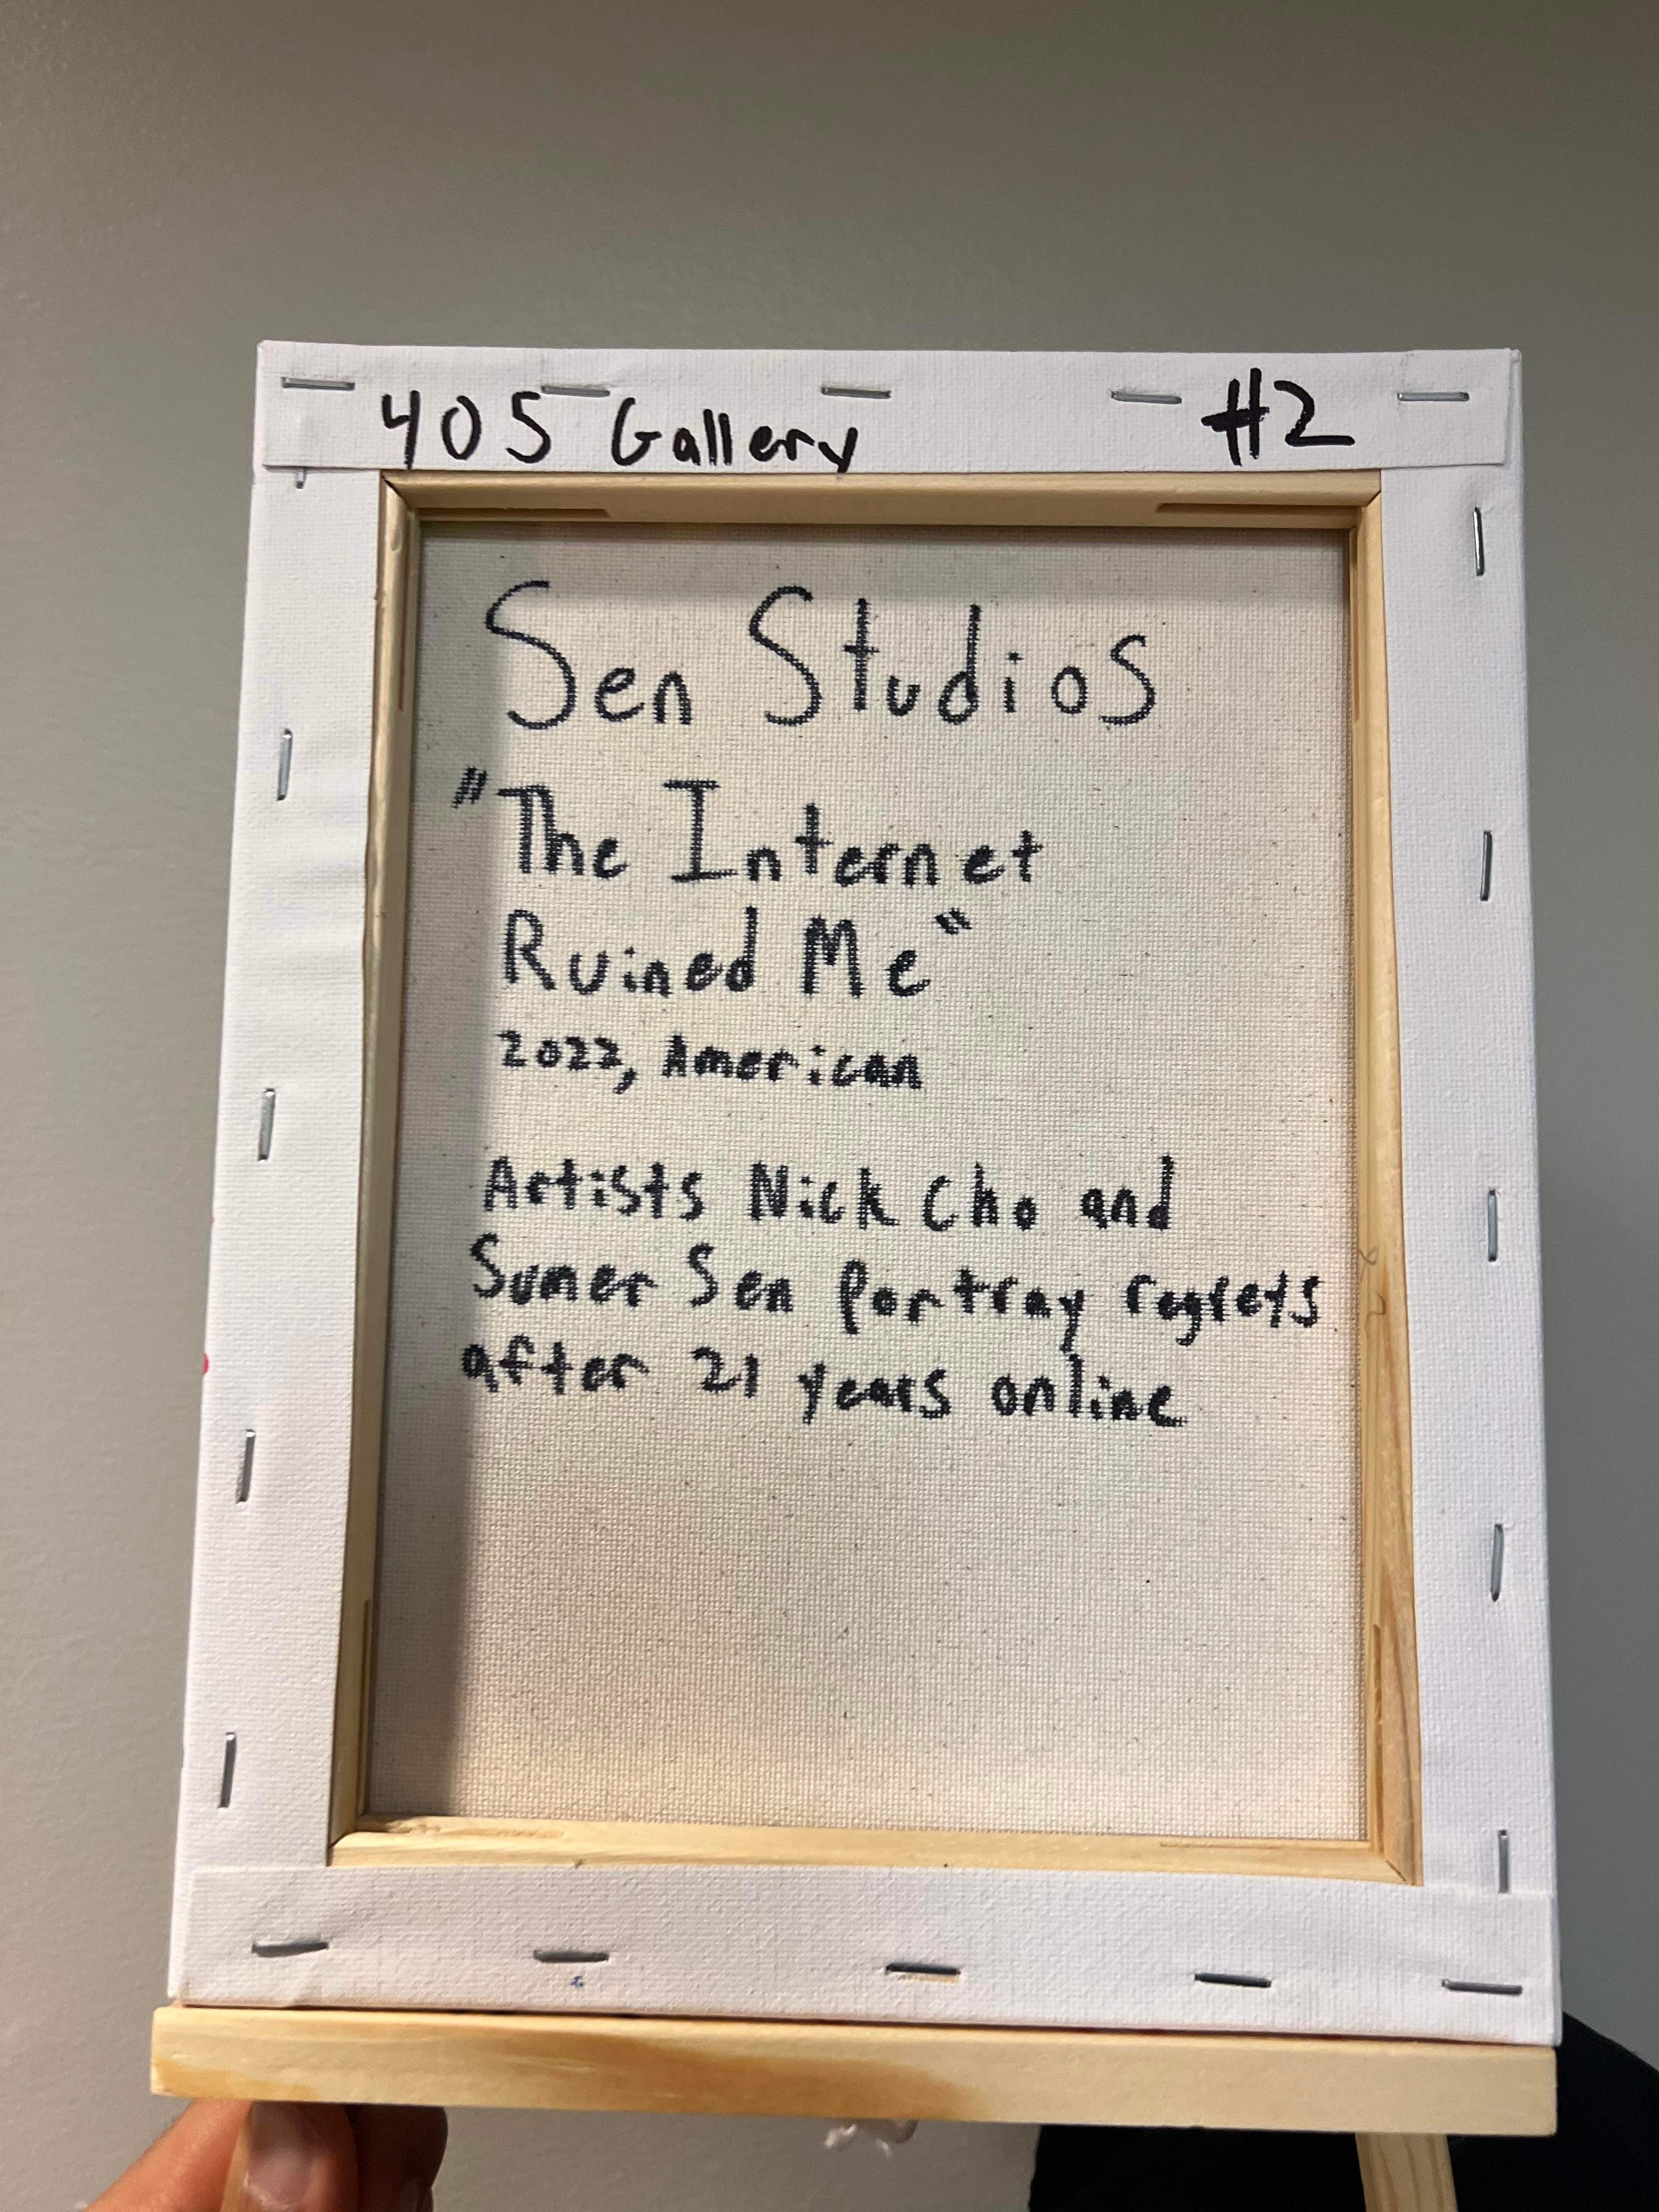 405 Gallery #2
Sen Studios
"The Internet
Ruined Me"
2022, American
Artists Nick Cho and
Sumer Sen Portray regrets
after 21 years online